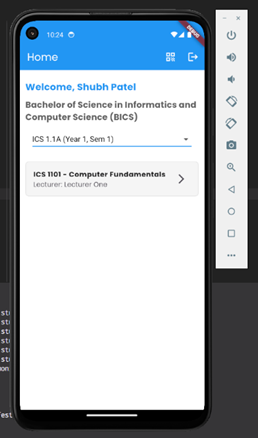 10:24
DEBUG
Home
Welcome, Shubh Patel
Bachelor of Science in Informatics and
Computer Science (BICS)
ICS 1.1A (Year 1, Sem 1)
ICS 1101 - Computer Fundamentals
Lecturer: Lecturer One